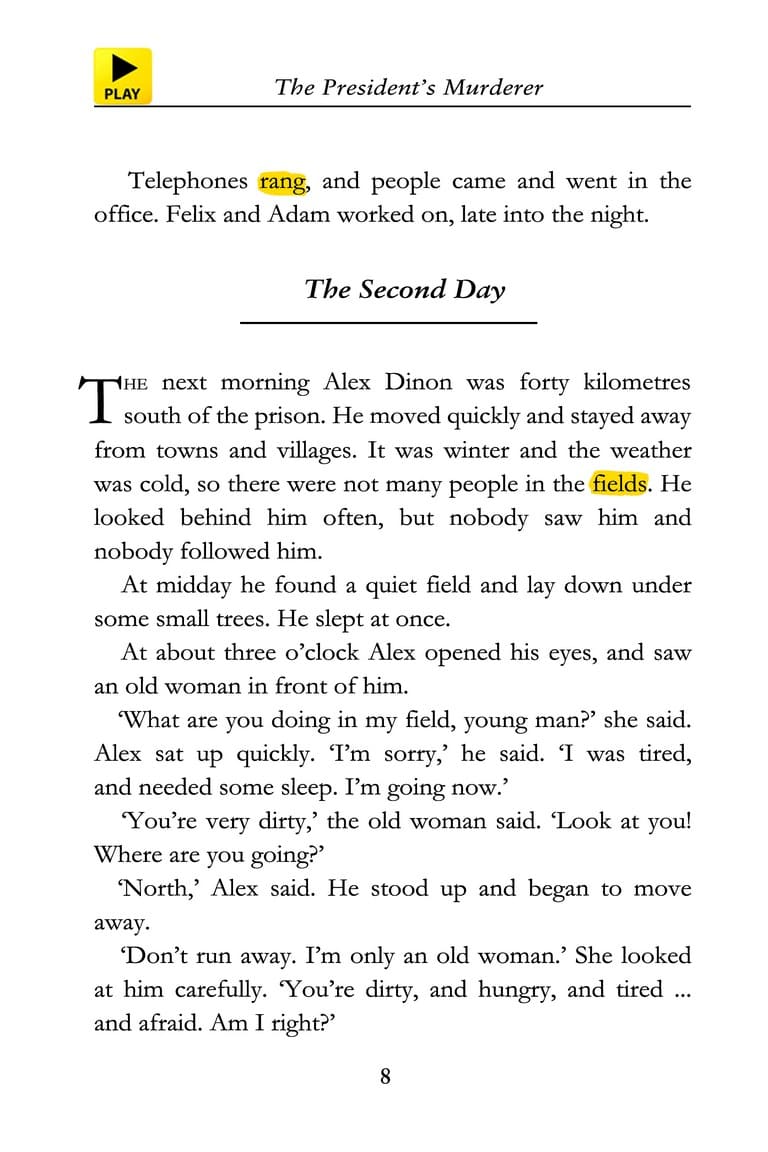 PLAY
The President's Murderer
Telephones rang, and people came and went in the
office. Felix and Adam worked on, late into the night.
The Second Day
THE next morning Alex Dinon was forty kilometres
south of the prison. He moved quickly and stayed away
from towns and villages. It was winter and the weather
was cold, so there were not many people in the fields. He
looked behind him often, but nobody saw him and
nobody followed him.
At midday he found a quiet field and lay down under
some small trees. He slept at once.
At about three o’clock Alex opened his eyes, and saw
an old woman in front of him.
‘What are you doing in my field, young man?’ she said.
Alex sat up quickly. ‘I’m sorry,’ he said. ‘I was tired,
and needed some sleep. I’m going now.’
‘You’re very dirty,’ the old woman said. ‘Look at you!
Where are you going?’
‘North,’ Alex said. He stood up and began to move
away.
‘Don’t run away. I’m only an old woman.’ She looked
at him carefully. ‘You’re dirty, and hungry, and tired ...
and afraid. Am I right?’
8